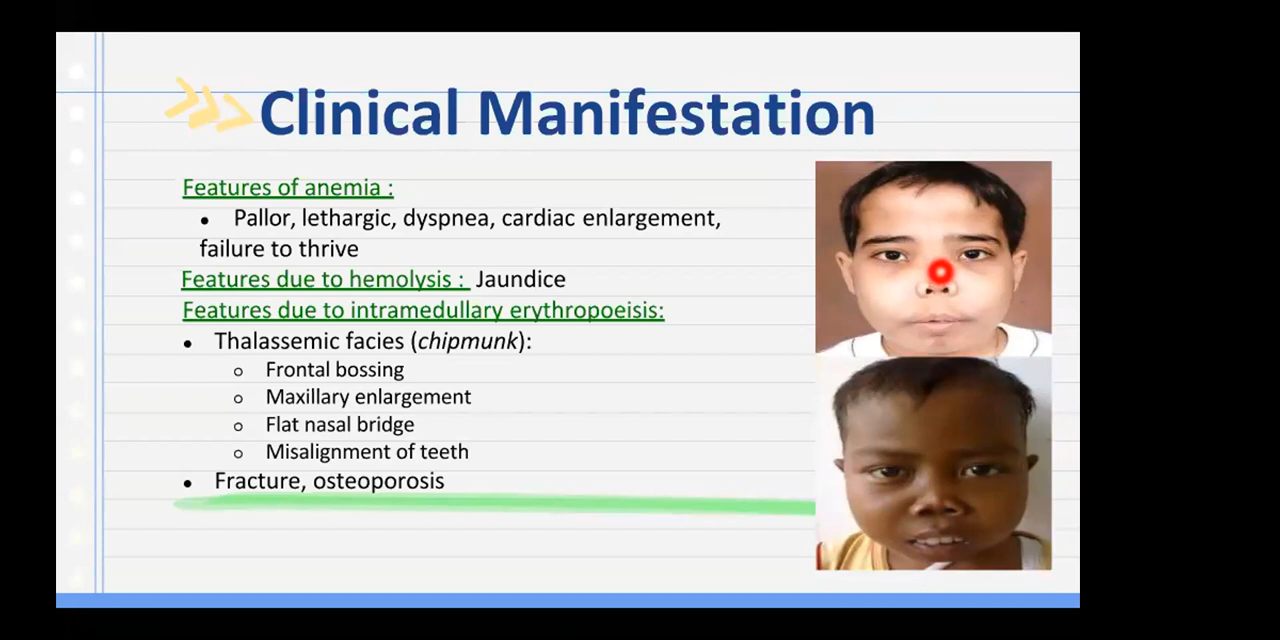 Clinical Manifestation
Features of anemia :
• Pallor, lethargic, dyspnea, cardiac enlargement,
failure to thrive
Features due to hemolysis : Jaundice
Features due to intramedullary erythropoeisis:
• Thalassemic facies (chipmunk):
○ Frontal bossing
○ Maxillary enlargement
○ Flat nasal bridge
○ Misalignment of teeth
• Fracture, osteoporosis